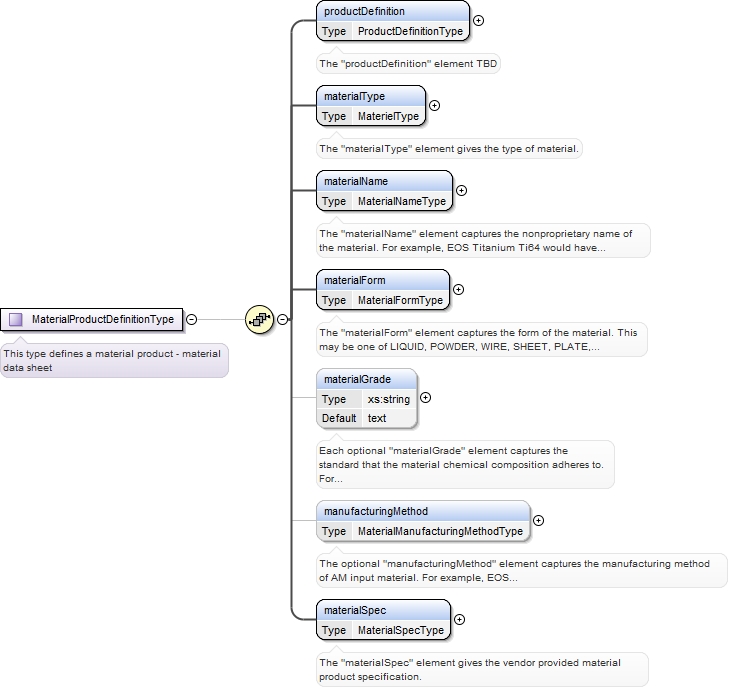 productDefinition
Type ProductDefinitionType
The "productDefinition" element TBD
materialType
Type MaterielType
The "materialType" element gives the type of material.
materialName
Type MaterialNameType
The "materialName" element captures the nonproprietary name of
the material. For example, EOS Titanium Ti64 would have...
materialForm
Type MaterialFormType
The "materialForm" element captures the form of the material. This
may be one of LIQUID, POWDER, WIRE, SHEET, PLATE,...
MaterialProductDefinitionType
This type defines a material product - material
data sheet
materialGrade
Type xs:string
Default text
Each optional "materialGrade" element captures the
standard that the material chemical composition adheres to.
For...
manufacturingMethod
Type MaterialManufacturingMethodType
The optional "manufacturingMethod" element captures the manufacturing method
of AM input material. For example, EOS...
materialSpec
Type MaterialSpecType
The "materialSpec" element gives the vendor provided material
product specification.